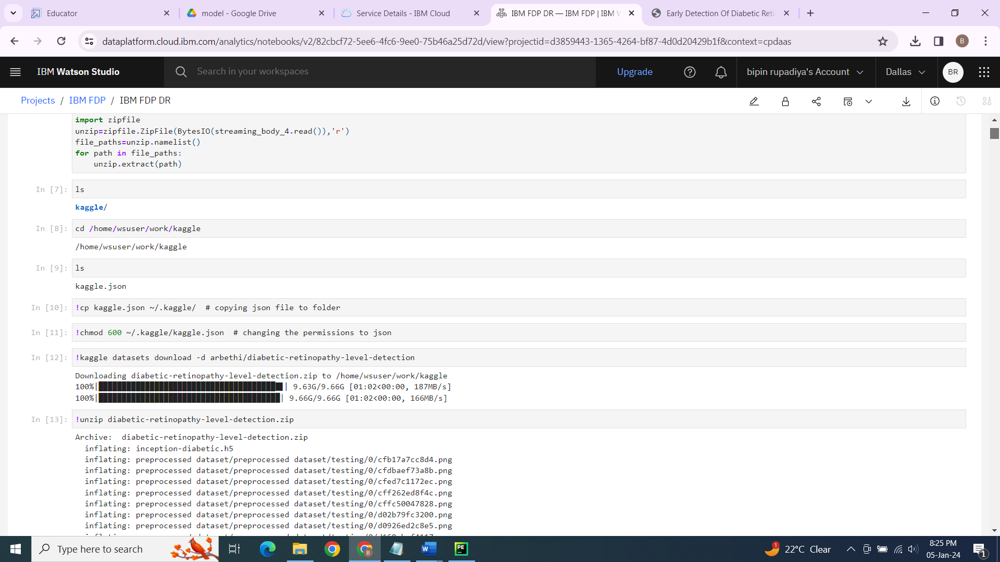 Educator
model - Google Drive
Service Details - IBM Cloud
IBM FDP DR — IBM FDP | IBM W
Early Detection Of Diabetic Reti
dataplatform.cloud.ibm.com/analytics/notebooks/v2/82cbcf72-5ee6-4fc6-9ee0-75b46a25d72d/view?projectid=d3859443-1365-4264-bf87-4d0d20429b1f&context=cpdaas
B
IBM Watson Studio
Search in your workspaces
Upgrade
bipin rupadiya's Account
Dallas
BR
Projects / IBM FDP / IBM FDP DR
import zipfile
unzip=zipfile.ZipFile(BytesIO(streaming_body_4.read()),'r')
file_paths=unzip.namelist()
for path in file_paths:
    unzip.extract(path)
In [7]: ls
kaggle/
In [8]: cd /home/wsuser/work/kaggle
/home/wsuser/work/kaggle
In [9]: ls
kaggle.json
In [10]: !cp kaggle.json ~/.kaggle/  # copying json file to folder
In [11]: !chmod 600 ~/.kaggle/kaggle.json  # changing the permissions to json
In [12]: !kaggle datasets download -d arbethi/diabetic-retinopathy-level-detection
Downloading diabetic-retinopathy-level-detection.zip to /home/wsuser/work/kaggle
100%| | 9.63G/9.66G [01:02<00:00, 187MB/s]
100%| | 9.66G/9.66G [01:02<00:00, 166MB/s]
In [13]: !unzip diabetic-retinopathy-level-detection.zip
Archive:  diabetic-retinopathy-level-detection.zip
  inflating: inception-diabetic.h5
  inflating: preprocessed dataset/preprocessed dataset/testing/0/cfb17a7cc8d4.png
  inflating: preprocessed dataset/preprocessed dataset/testing/0/cfdbaef73a8b.png
  inflating: preprocessed dataset/preprocessed dataset/testing/0/cfed7c1172ec.png
  inflating: preprocessed dataset/preprocessed dataset/testing/0/cff262ed8f4c.png
  inflating: preprocessed dataset/preprocessed dataset/testing/0/cffc50047828.png
  inflating: preprocessed dataset/preprocessed dataset/testing/0/d02b79fc3200.png
  inflating: preprocessed dataset/preprocessed dataset/testing/0/d0926ed2c8e5.png
Type here to search
B
W
PE
1
22°C Clear
8:25 PM
05-Jan-24
1